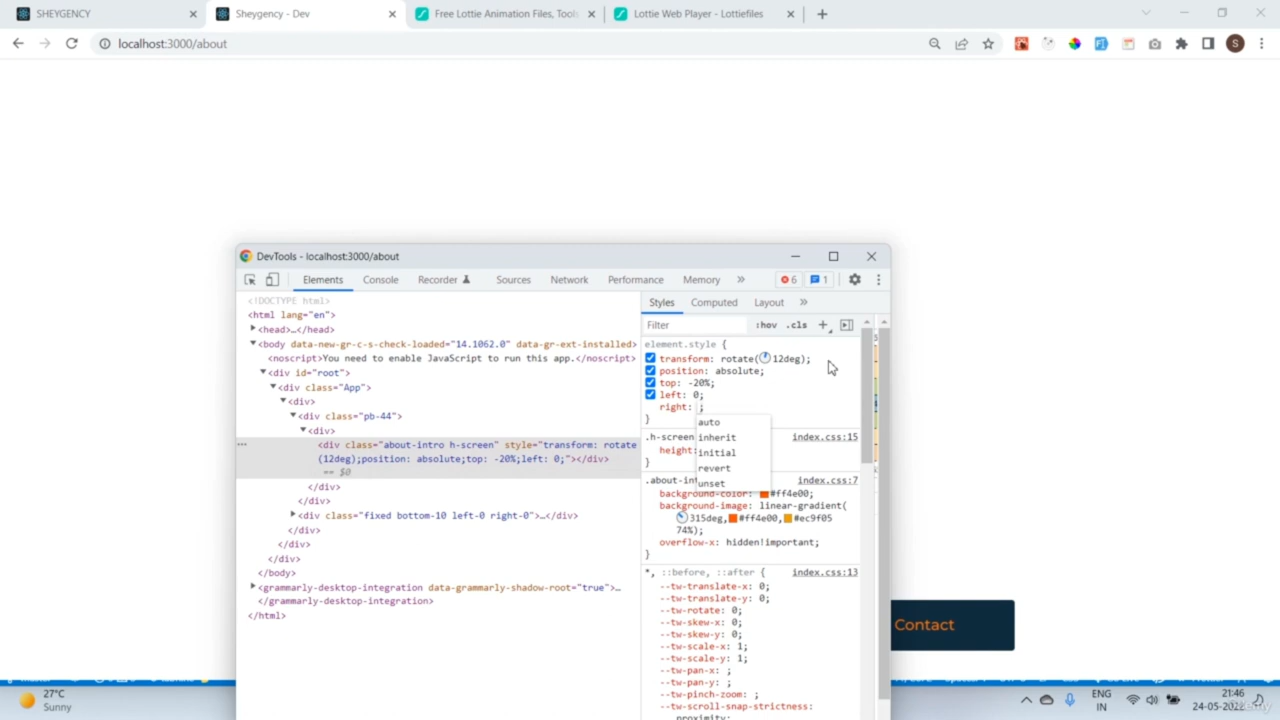 SHEYGENCY
Sheygency - Dev
Free Lottie Animation Files, Tools
Lottie Web Player - Lottiefiles
localhost:3000/about
S
DevTools - localhost:3000/about
Elements
Console
Recorder
Sources
Network
Performance
Memory
6
1
<!DOCTYPE html>
<html lang="en">
<head>…</head>
<body data-new-gr-c-s-check-loaded="14.1062.0" data-gr-ext-installed>
<noscript>You need to enable JavaScript to run this app.</noscript>
<div id="root">
<div class="App">
<div>
<div class="pb-44">
<div>
<div class="about-intro h-screen" style="transform: rotate
(12deg);position: absolute;top: -20%;left: 0;"></div>
== $0
</div>
</div>
<div class="fixed bottom-10 left-0 right-0">…</div>
</div>
</div>
</div>
</body>
<grammarly-desktop-integration data-grammarly-shadow-root="true">…
</grammarly-desktop-integration>
</html>
Styles
Computed
Layout
Filter
:hov
.cls
element.style {
transform: rotate(12deg);
position: absolute;
top: -20%;
left: 0;
right: ;
}
auto
inherit
initial
revert
unset
.h-screen
index.css:15
height:
}
.about-int
index.css:7
background-color: #ff4e00;
background-image: linear-gradient(
315deg,#ff4e00,#ec9f05
74%);
overflow-x: hidden!important;
}
*, ::before, ::after {
index.css:13
--tw-translate-x: 0;
--tw-translate-y: 0;
--tw-rotate: 0;
--tw-skew-x: 0;
--tw-skew-y: 0;
--tw-scale-x: 1;
--tw-scale-y: 1;
--tw-pan-x: ;
--tw-pan-y: ;
--tw-pinch-zoom: ;
--tw-scroll-snap-strictness:
proximity;
Contact
27°C
Sunny
ENG
IN
21:46
24-05-2022